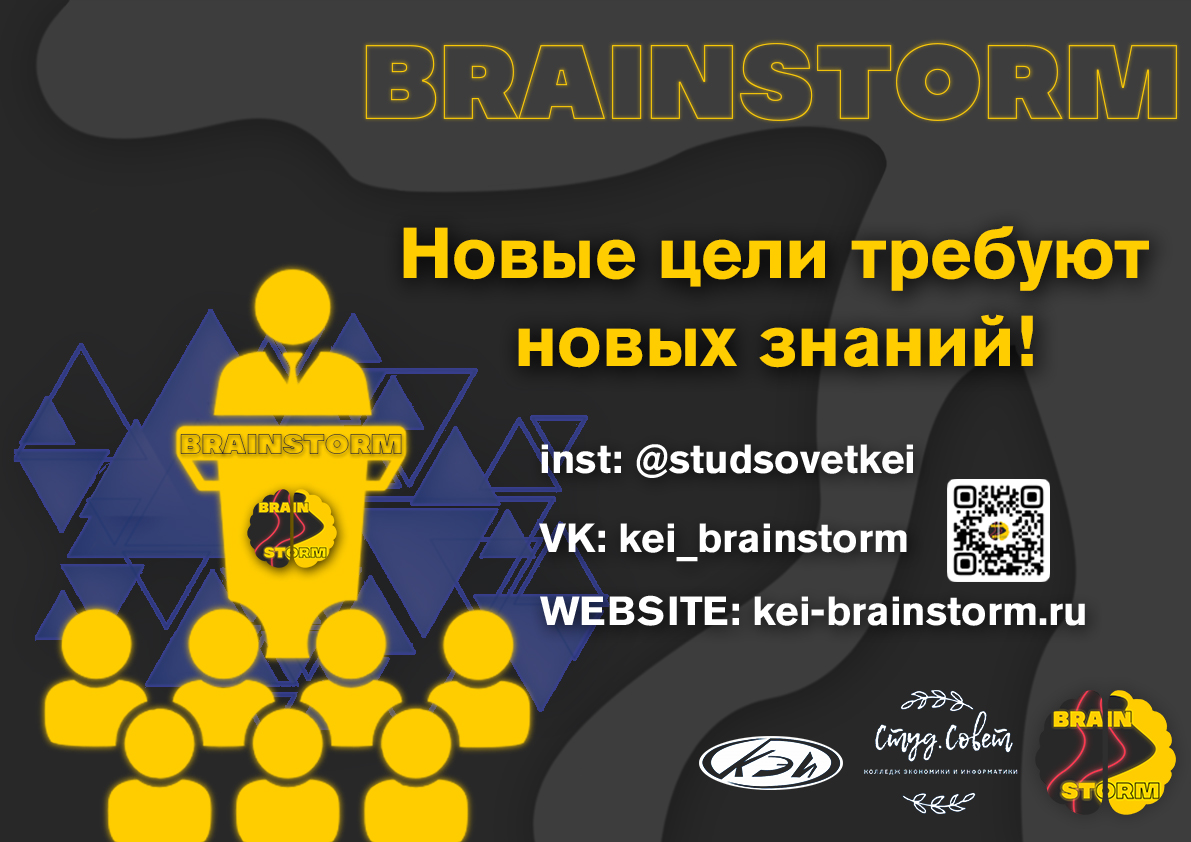 BRAINSTORM
Новые цели требуют
новых знаний!
BRAINSTORM
BRAIN
STORM
inst: @studsovetkei
VK: kei_brainstorm
WEBSITE: kei-brainstorm.ru
кэи
Студ.Совет
КОЛЛЕДЖ ЭКОНОМИКИ И ИНФОРМАТИКИ
BRAIN
STORM